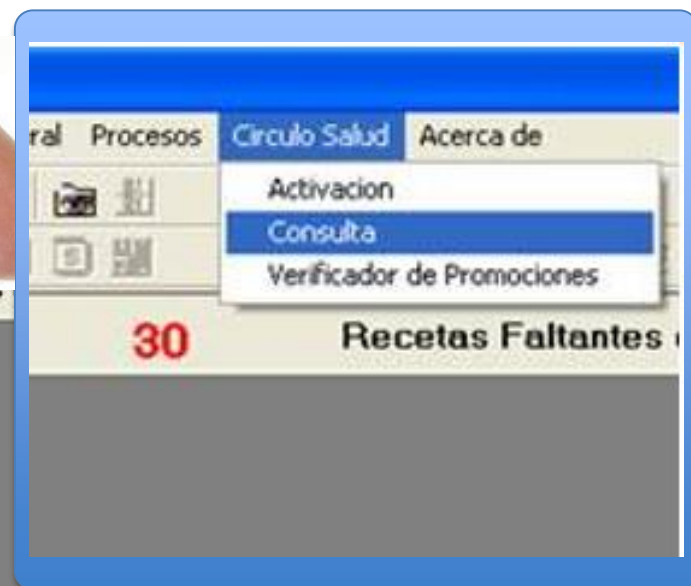 ral Procesos Circulo Salud Acerca de
Activacion
Consulta
Verificador de Promociones
30 Recetas Faltantes